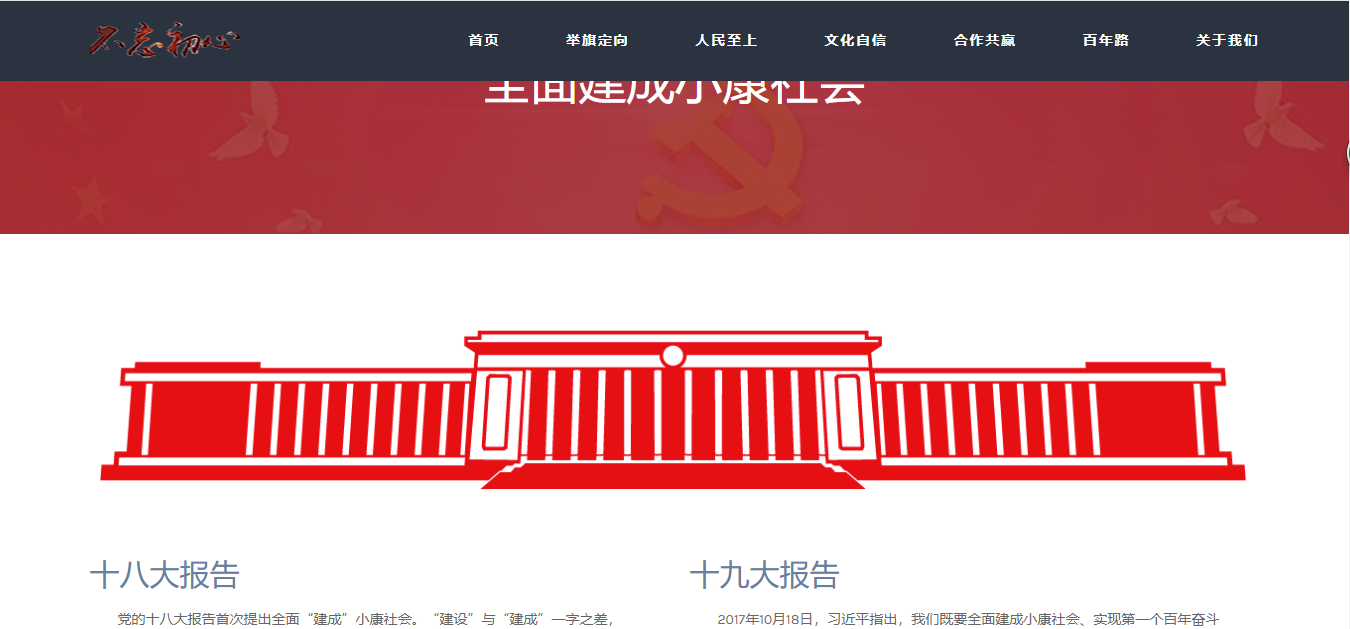 不忘初心
首页 举旗定向 人民至上 文化自信 合作共赢 百年路 关于我们
全面建成小康社会
十八大报告
党的十八大报告首次提出全面“建成”小康社会。“建设”与“建成”一字之差，
十九大报告
2017年10月18日，习近平指出，我们既要全面建成小康社会、实现第一个百年奋斗